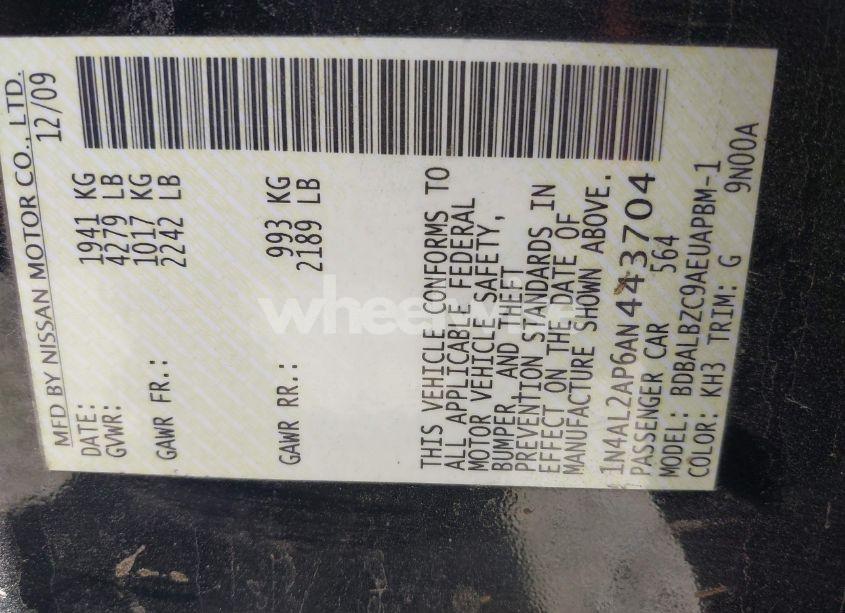 MFD BY NISSAN MOTOR CO., LTD.
DATE: 12/09
GVWR: 1941 KG
4279 LB
GAWR FR.: 1017 KG
2242 LB
GAWR RR.: 993 KG
2189 LB
THIS VEHICLE CONFORMS TO
ALL APPLICABLE FEDERAL
MOTOR VEHICLE SAFETY,
BUMPER, AND THEFT
PREVENTION STANDARDS IN
EFFECT ON THE DATE OF
MANUFACTURE SHOWN ABOVE.
1N4AL2AP6AN443704
PASSENGER CAR 564
MODEL: BDBALBZC9AEUAPBM-1
COLOR: KH3 TRIM: G 9N00A